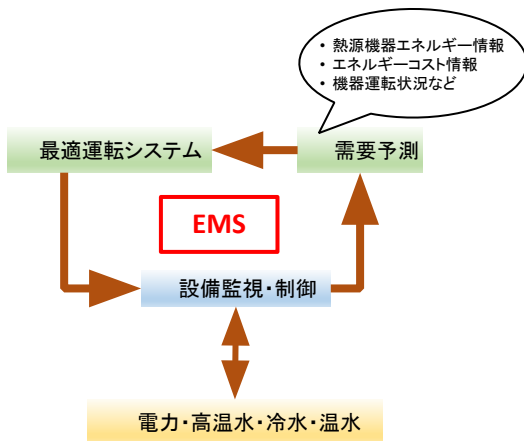 ・ 熱源機器エネルギー情報
・ エネルギーコスト情報
・ 機器運転状況など
最適運転システム
需要予測
EMS
設備監視・制御
電力・高温水・冷水・温水